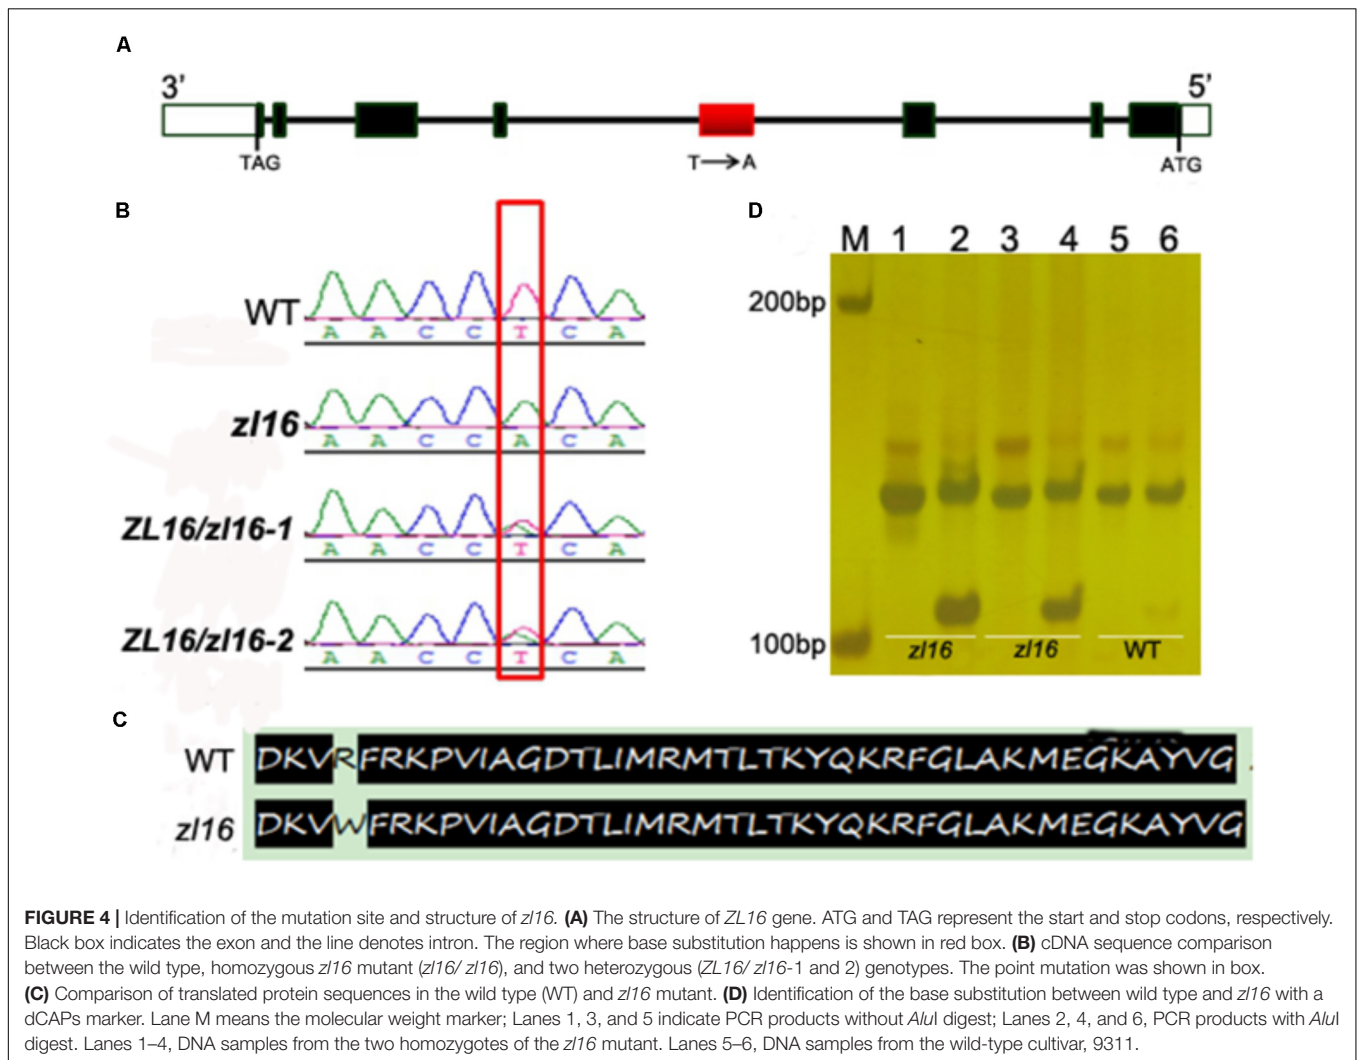 A
3’ 5’
TAG T→A ATG
B
WT
A A C C T C A
zl16
A A C C A C A
ZL16/zl16-1
A A C C T C A
ZL16/zl16-2
A A C C T C A
D
M 1 2 3 4 5 6
200bp
100bp
zl16 zl16 WT
C
WT DKVRFRKPVIAGDTLIMRMTLTKYQKRFGLAKMEGKAYVG
zl16 DKVWFRKPVIAGDTLIMRMTLTKYQKRFGLAKMEGKAYVG
FIGURE 4 | Identification of the mutation site and structure of zl16. (A) The structure of ZL16 gene. ATG and TAG represent the start and stop codons, respectively.
Black box indicates the exon and the line denotes intron. The region where base substitution happens is shown in red box. (B) cDNA sequence comparison
between the wild type, homozygous zl16 mutant (zl16/ zl16), and two heterozygous (ZL16/ zl16-1 and 2) genotypes. The point mutation was shown in box.
(C) Comparison of translated protein sequences in the wild type (WT) and zl16 mutant. (D) Identification of the base substitution between wild type and zl16 with a
dCAPs marker. Lane M means the molecular weight marker; Lanes 1, 3, and 5 indicate PCR products without AluI digest; Lanes 2, 4, and 6, PCR products with AluI
digest. Lanes 1–4, DNA samples from the two homozygotes of the zl16 mutant. Lanes 5–6, DNA samples from the wild-type cultivar, 9311.